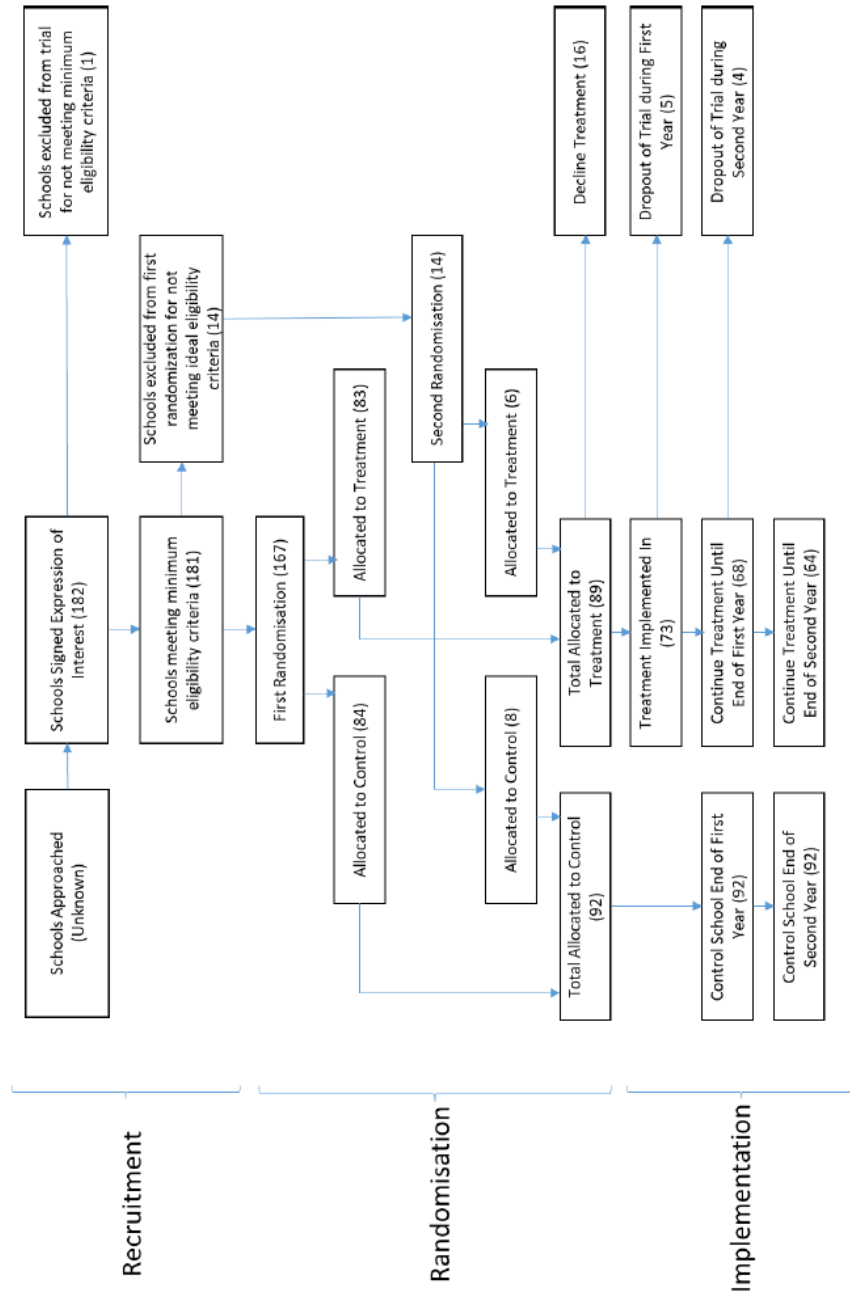 Recruitment
Schools Approached
(Unknown)
Schools Signed Expression of
Interest (182)
Schools excluded from trial
for not meeting minimum
eligibility criteria (1)
Schools meeting minimum
eligibility criteria (181)
Schools excluded from first
randomization for not
meeting ideal eligibility
criteria (14)
Randomisation
First Randomisation (167)
Allocated to Control (84)
Allocated to Treatment (83)
Second Randomisation (14)
Allocated to Control (8)
Allocated to Treatment (6)
Total Allocated to Control
(92)
Total Allocated to
Treatment (89)
Decline Treatment (16)
Implementation
Treatment Implemented In
(73)
Dropout of Trial during First
Year (5)
Control School End of First
Year (92)
Continue Treatment Until
End of First Year (68)
Dropout of Trial during
Second Year (4)
Control School End of
Second Year (92)
Continue Treatment Until
End of Second Year (64)